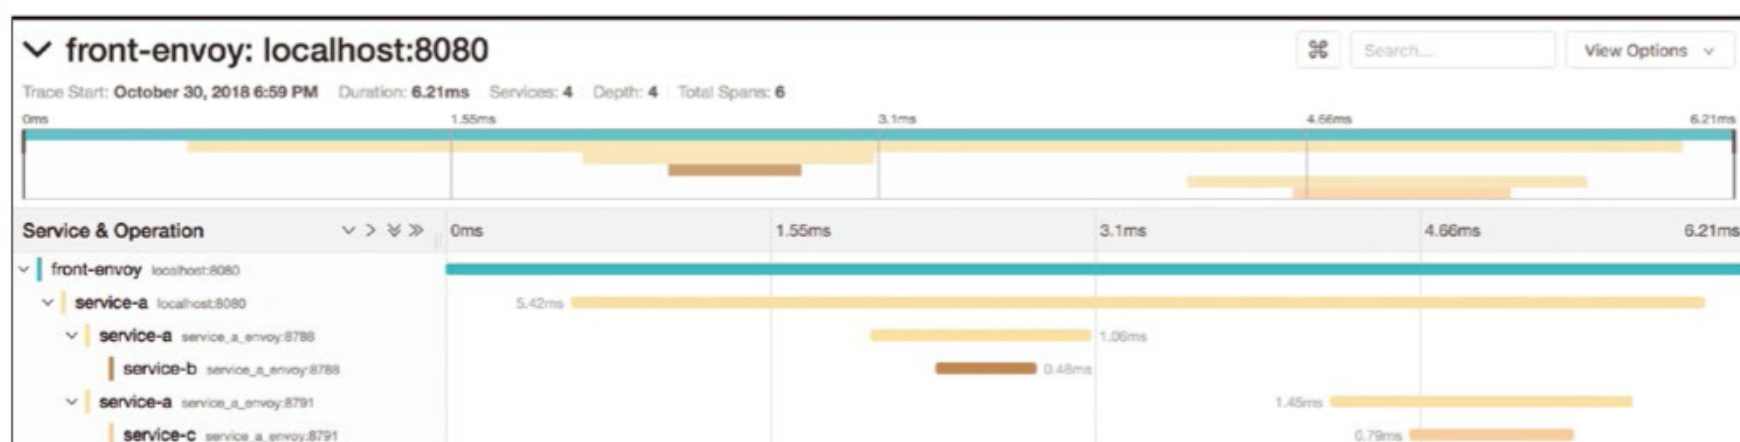 front-envoy: localhost:8080
⌘ Search... View Options
Trace Start: October 30, 2018 6:59 PM Duration: 6.21ms Services: 4 Depth: 4 Total Spans: 6
0ms 1.55ms 3.1ms 4.66ms 6.21ms
Service & Operation 0ms 1.55ms 3.1ms 4.66ms 6.21ms
front-envoy localhost:8080
service-a localhost:8080 5.42ms
service-a service_a_envoy:8788 1.06ms
service-b service_a_envoy:8788 0.48ms
service-a service_a_envoy:8791 1.45ms
service-c service_a_envoy:8791 0.79ms